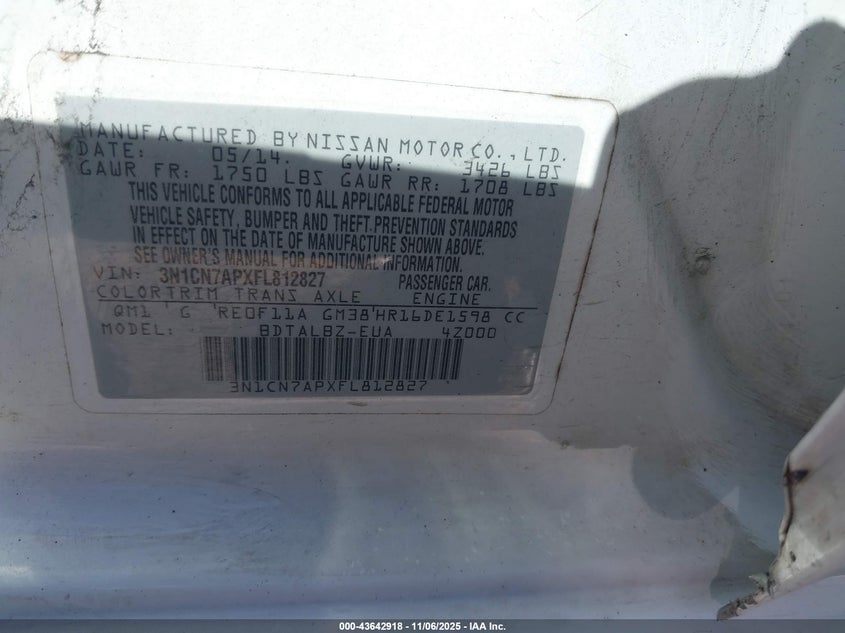 MANUFACTURED BY NISSAN MOTOR CO., LTD.
DATE: 05/14. GVWR: 3426 LBS
GAWR FR: 1750 LBS GAWR RR: 1708 LBS
THIS VEHICLE CONFORMS TO ALL APPLICABLE FEDERAL MOTOR
VEHICLE SAFETY, BUMPER AND THEFT PREVENTION STANDARDS
IN EFFECT ON THE DATE OF MANUFACTURE SHOWN ABOVE.
SEE OWNER'S MANUAL FOR ADDITIONAL INFORMATION.
VIN: 3N1CN7APXFL812827 PASSENGER CAR.
COLOR TRIM TRANS AXLE ENGINE
QM1 G RE0F11A GM38 HR16DE1598 CC
MODEL: BDTALBZ-EUA 4Z000
3N1CN7APXFL812827
000-43642918 - 11/06/2025 - IAA Inc.